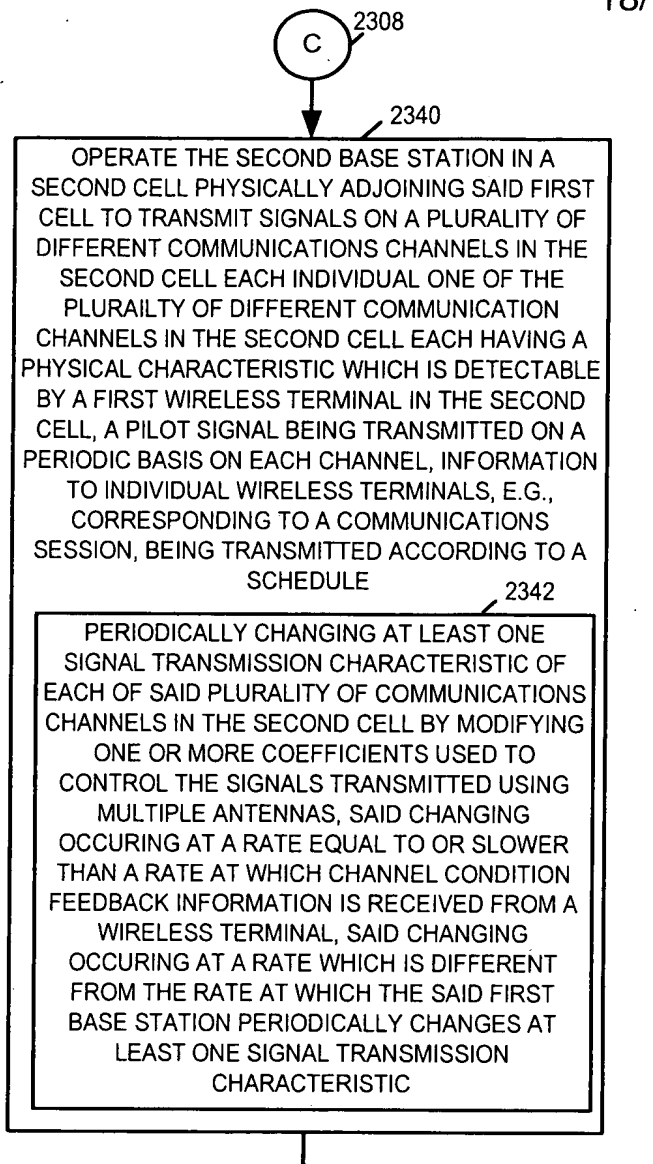 18/
C
2308
2340
OPERATE THE SECOND BASE STATION IN A
SECOND CELL PHYSICALLY ADJOINING SAID FIRST
CELL TO TRANSMIT SIGNALS ON A PLURALITY OF
DIFFERENT COMMUNICATIONS CHANNELS IN THE
SECOND CELL EACH INDIVIDUAL ONE OF THE
PLURAILTY OF DIFFERENT COMMUNICATION
CHANNELS IN THE SECOND CELL EACH HAVING A
PHYSICAL CHARACTERISTIC WHICH IS DETECTABLE
BY A FIRST WIRELESS TERMINAL IN THE SECOND
CELL, A PILOT SIGNAL BEING TRANSMITTED ON A
PERIODIC BASIS ON EACH CHANNEL, INFORMATION
TO INDIVIDUAL WIRELESS TERMINALS, E.G.,
CORRESPONDING TO A COMMUNICATIONS
SESSION, BEING TRANSMITTED ACCORDING TO A
SCHEDULE
2342
PERIODICALLY CHANGING AT LEAST ONE
SIGNAL TRANSMISSION CHARACTERISTIC OF
EACH OF SAID PLURALITY OF COMMUNICATIONS
CHANNELS IN THE SECOND CELL BY MODIFYING
ONE OR MORE COEFFICIENTS USED TO
CONTROL THE SIGNALS TRANSMITTED USING
MULTIPLE ANTENNAS, SAID CHANGING
OCCURING AT A RATE EQUAL TO OR SLOWER
THAN A RATE AT WHICH CHANNEL CONDITION
FEEDBACK INFORMATION IS RECEIVED FROM A
WIRELESS TERMINAL, SAID CHANGING
OCCURING AT A RATE WHICH IS DIFFERENT
FROM THE RATE AT WHICH THE SAID FIRST
BASE STATION PERIODICALLY CHANGES AT
LEAST ONE SIGNAL TRANSMISSION
CHARACTERISTIC